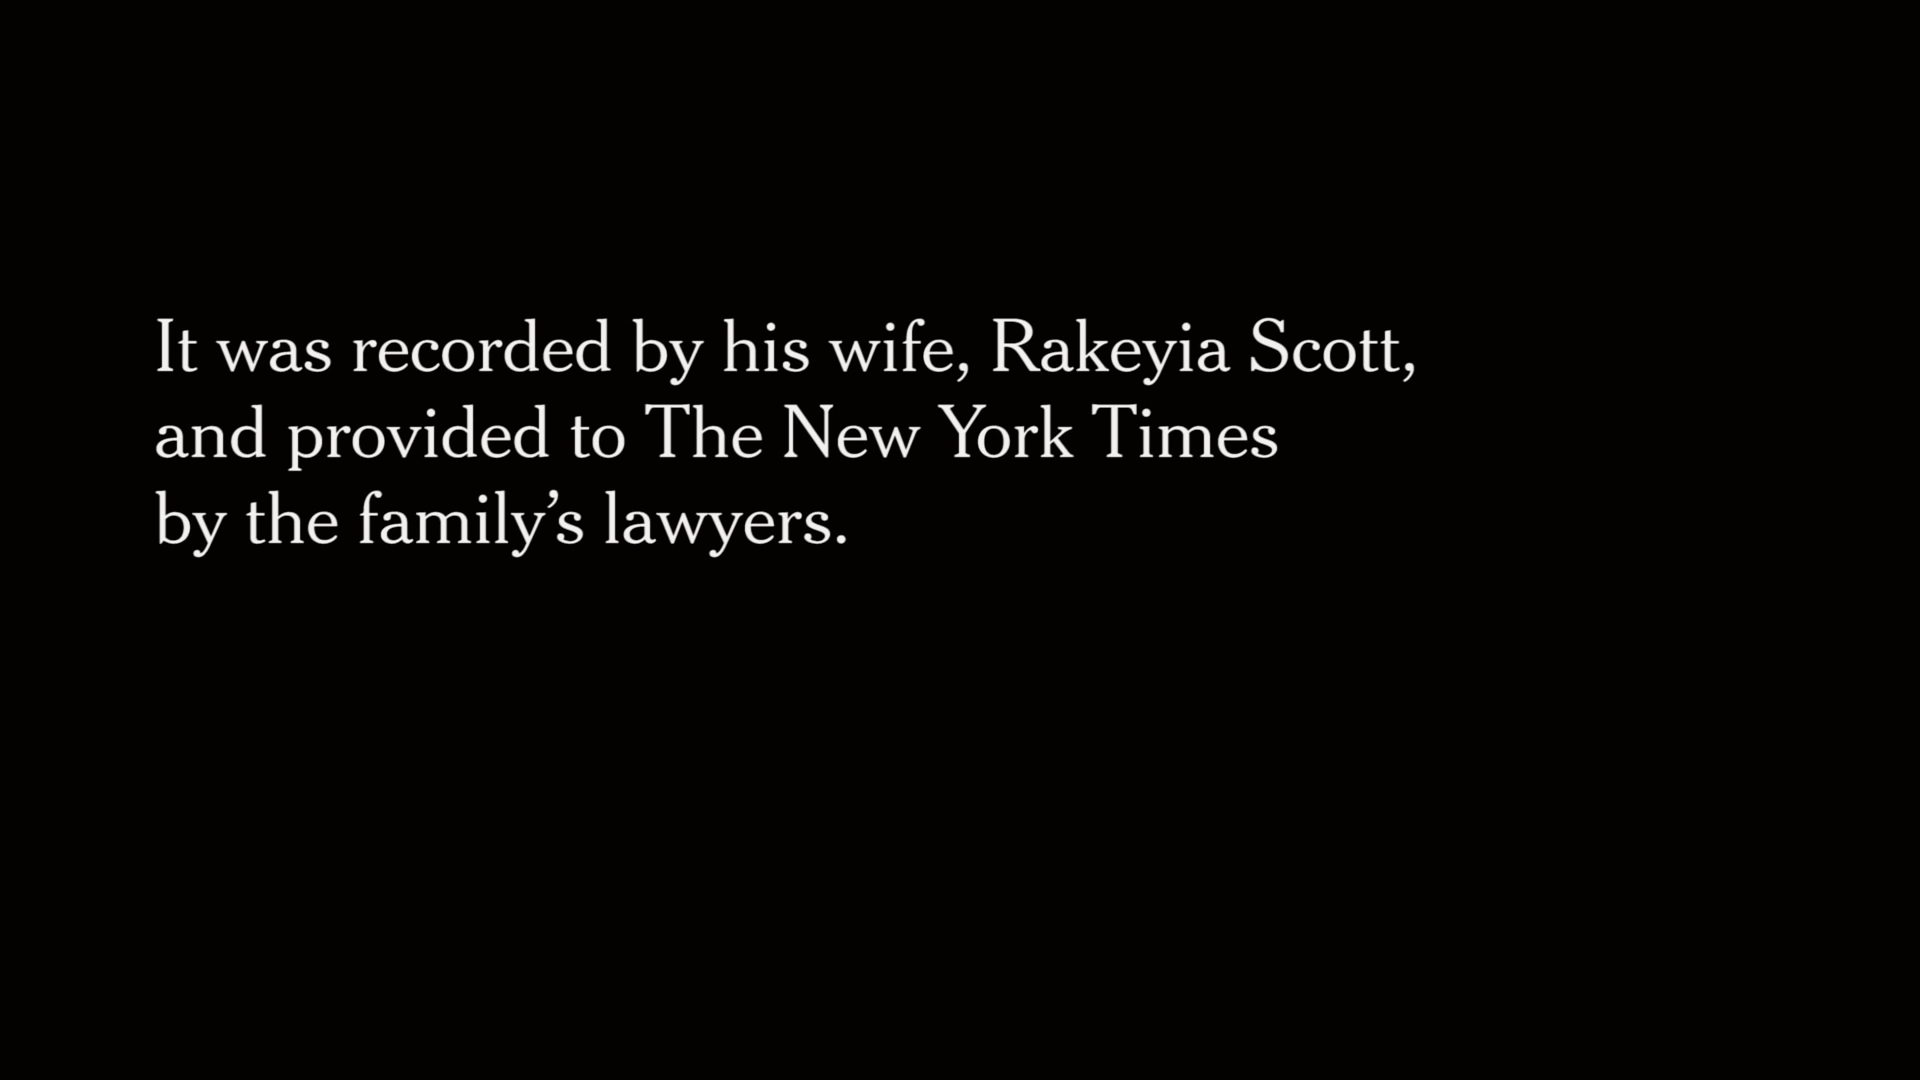 It was recorded by his wife, Rakeyia Scott,
and provided to The New York Times
by the family’s lawyers.